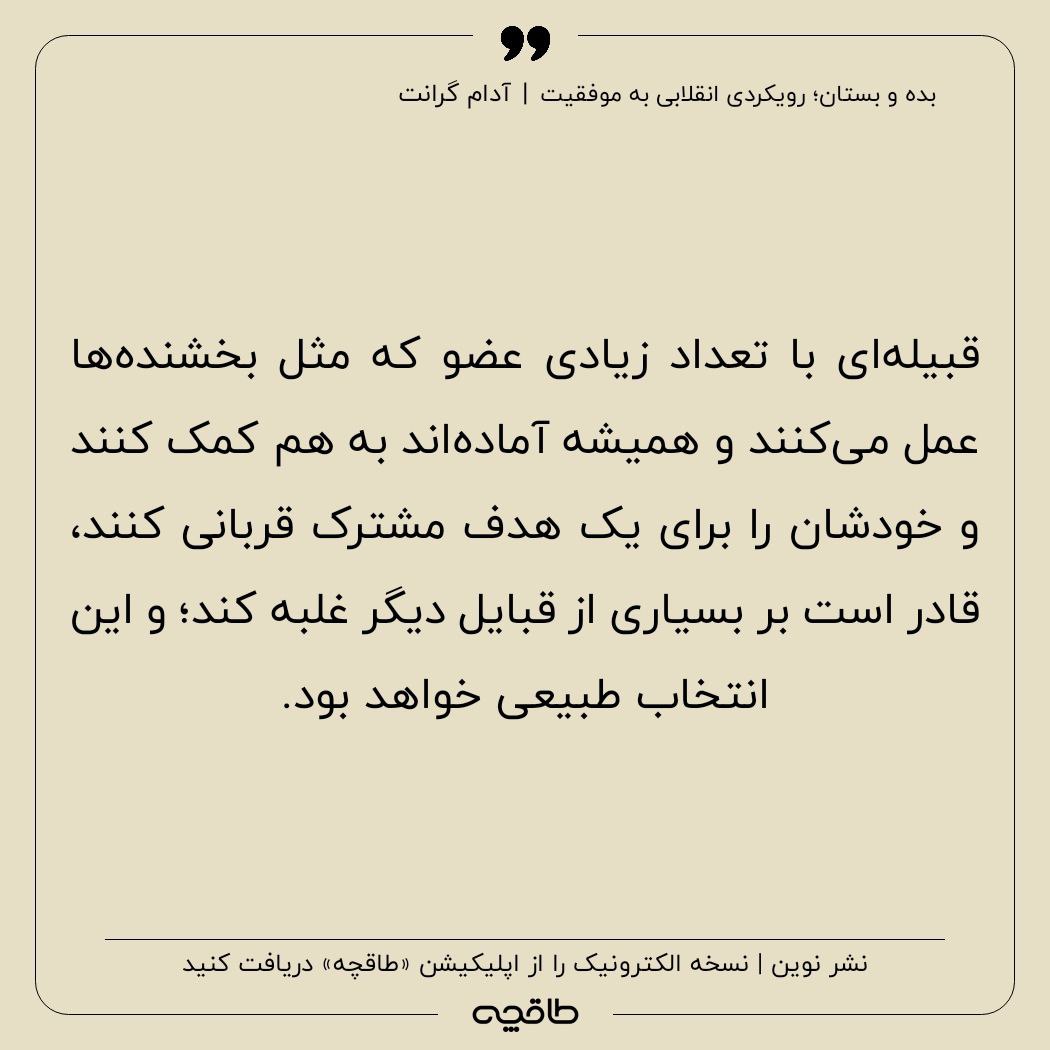 بده و بستان؛ رویکردی انقلابی به موفقیت | آدام گرانت
قبیله‌ای با تعداد زیادی عضو که مثل بخشنده‌ها
عمل می‌کنند و همیشه آماده‌اند به هم کمک کنند
و خودشان را برای یک هدف مشترک قربانی کنند،
قادر است بر بسیاری از قبایل دیگر غلبه کند؛ و این
انتخاب طبیعی خواهد بود.
نشر نوین | نسخه الکترونیک را از اپلیکیشن «طاقچه» دریافت کنید
طاقچه